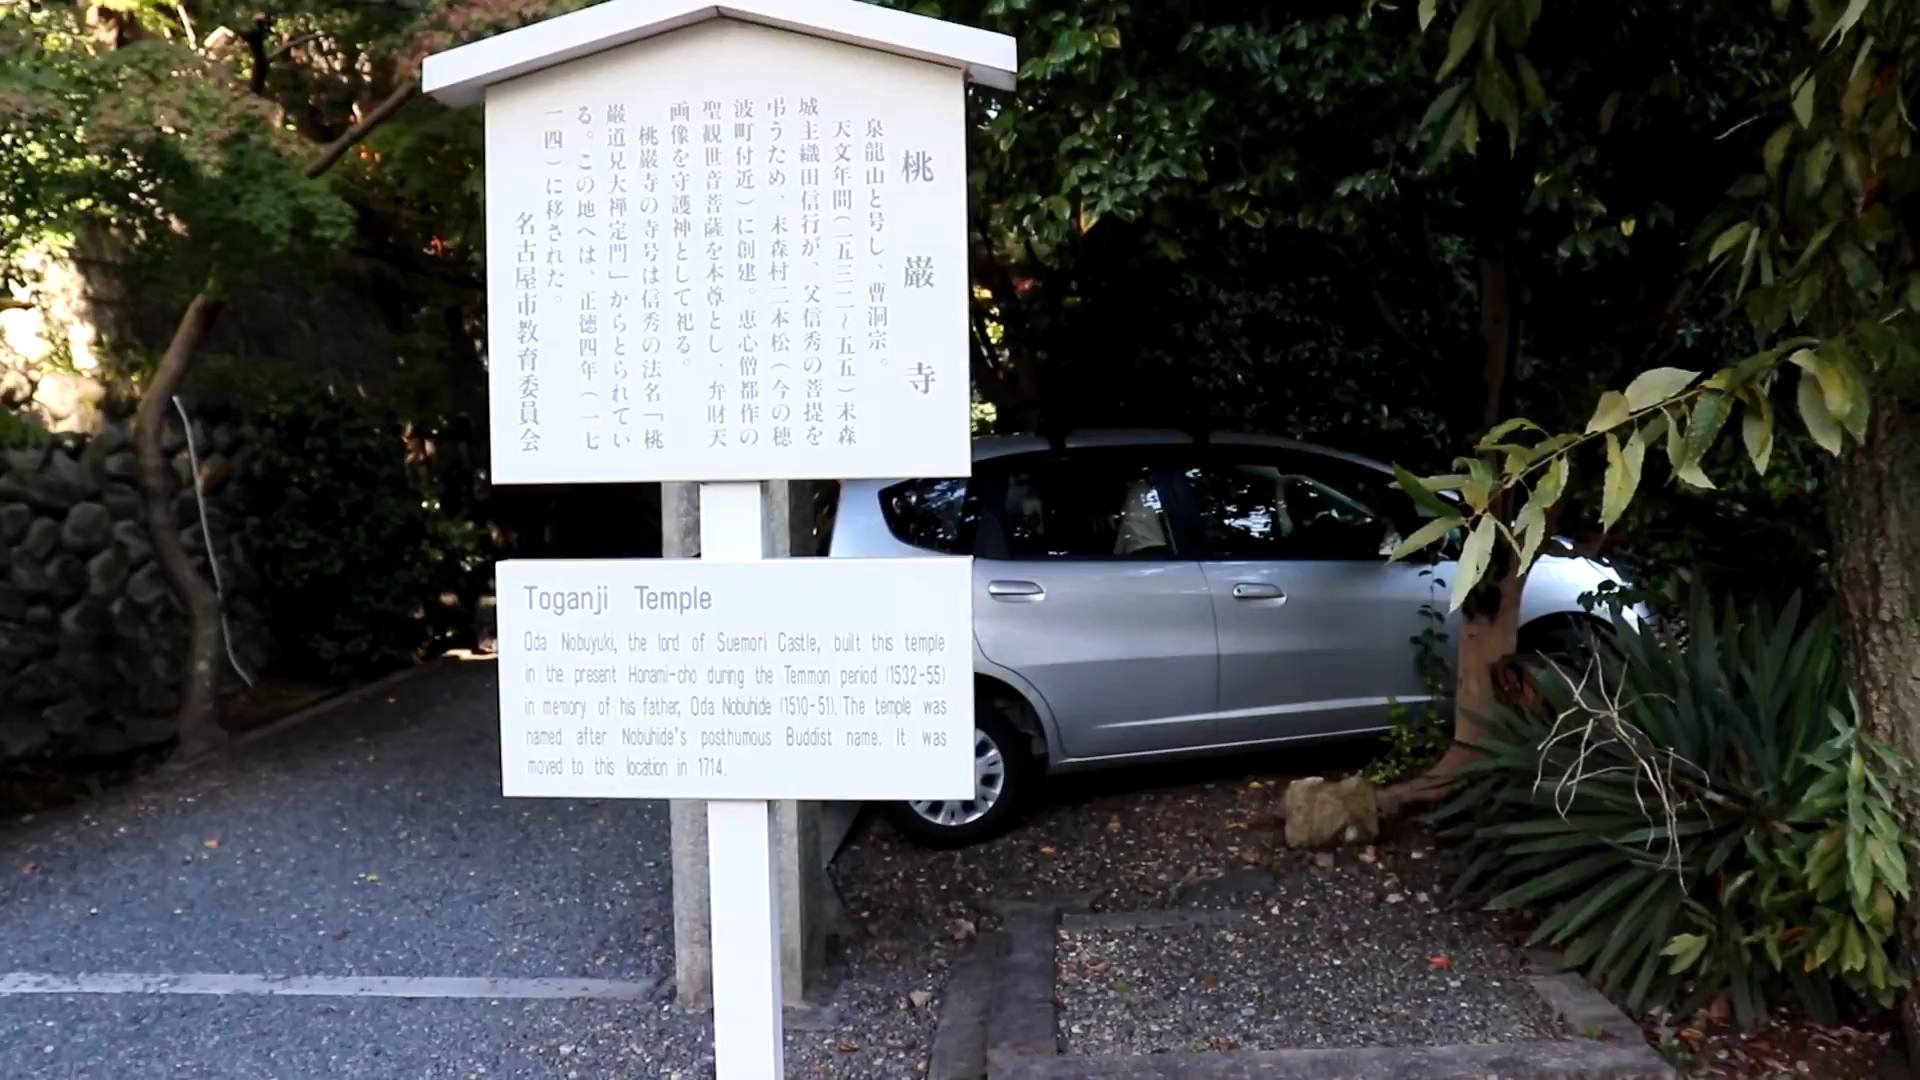 桃巌寺
泉龍山と号し、曹洞宗。
天文年間(一五三二〜五五)末森
城主織田信行が、父信秀の菩提を
弔うため、末森村二本松(今の穂
波町付近)に創建。恵心僧都作の
聖観世音菩薩を本尊とし、弁財天
画像を守護神として祀る。
桃巌寺の寺号は信秀の法名「桃
巌道見大禅定門」からとられてい
る。この地へは、正徳四年(一七
一四)に移された。
名古屋市教育委員会
Toganji Temple
Oda Nobuyuki, the lord of Suemori Castle, built this temple
in the present Honami-cho during the Temmon period (1532-55)
in memory of his father, Oda Nobuhide (1510-51). The temple was
named after Nobuhide's posthumous Buddist name. It was
moved to this location in 1714.